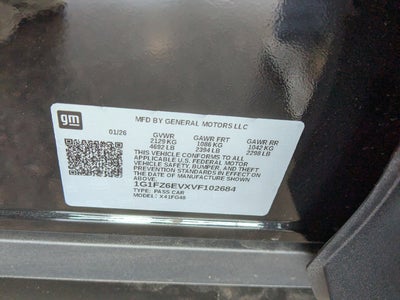 gm
MFD BY GENERAL MOTORS LLC
01/26
GVWR GAWR FRT GAWR RR
2129 KG 1086 KG 1042 KG
4692 LB 2394 LB 2298 LB
THIS VEHICLE CONFORMS TO ALL
APPLICABLE U.S. FEDERAL MOTOR
VEHICLE SAFETY, BUMPER, AND THEFT
PREVENTION STANDARDS IN EFFECT ON
THE DATE OF MANUFACTURE SHOWN ABOVE.
1G1FZ6EVXVF102684
TYPE: PASS CAR
MODEL: X41FG48